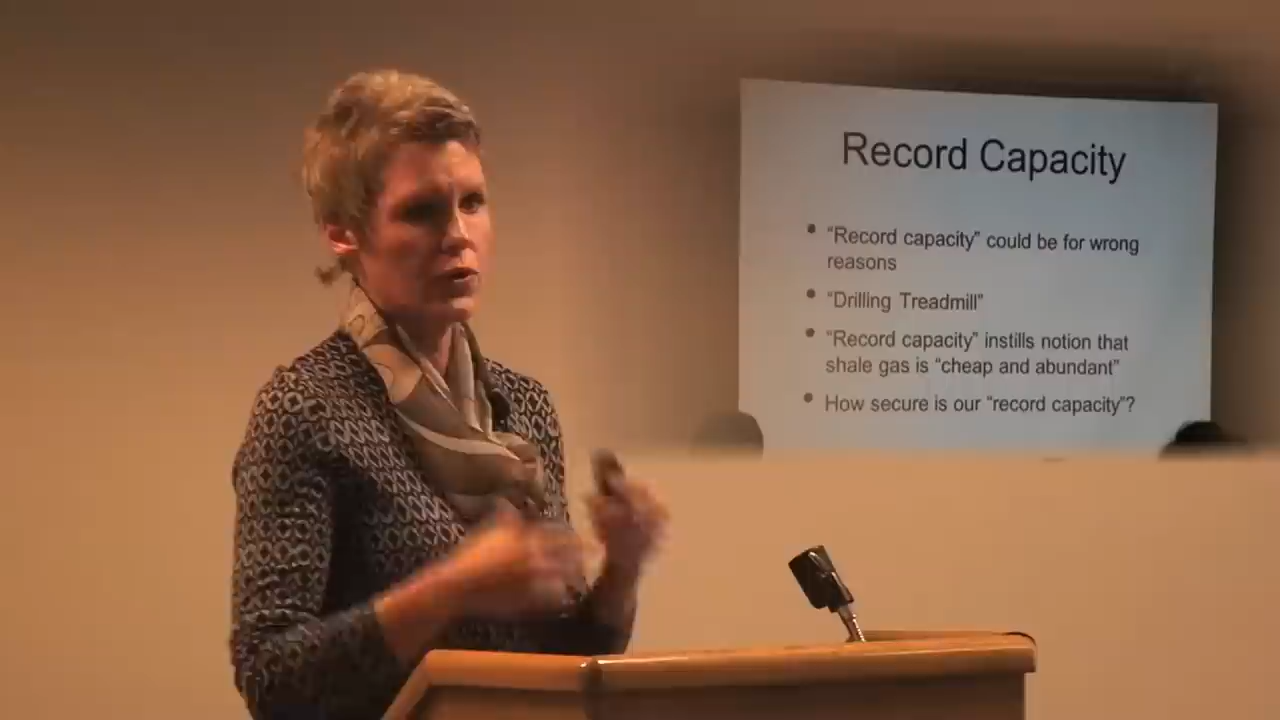 Record Capacity
• “Record capacity” could be for wrong
reasons
• “Drilling Treadmill”
• “Record capacity” instills notion that
shale gas is “cheap and abundant”
• How secure is our “record capacity”?